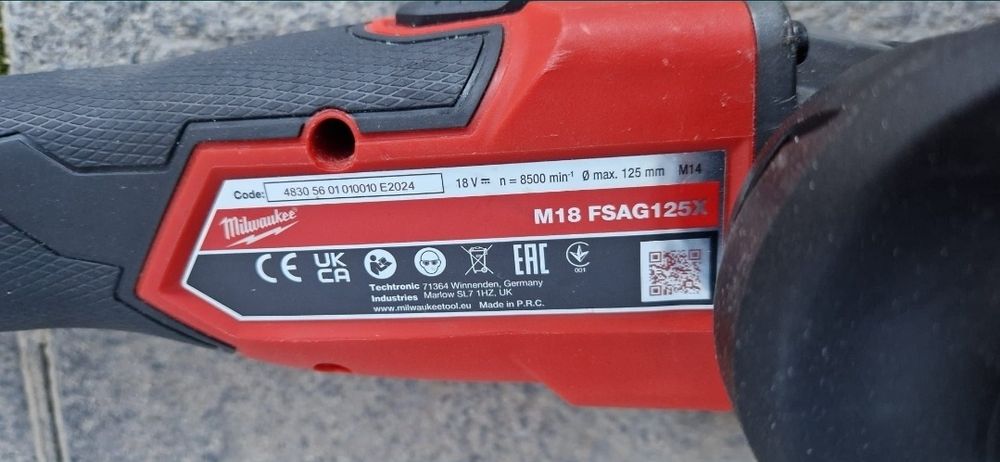 Code: 4830 56 01 010010 E2024 18 V ⎓ n = 8500 min⁻¹ Ø max. 125 mm M14
Milwaukee
M18 FSAG125X
CE UK CA EAC 001
Techtronic 71364 Winnenden, Germany
Industries Marlow SL7 1HZ, UK
www.milwaukeetool.eu Made in P.R.C.